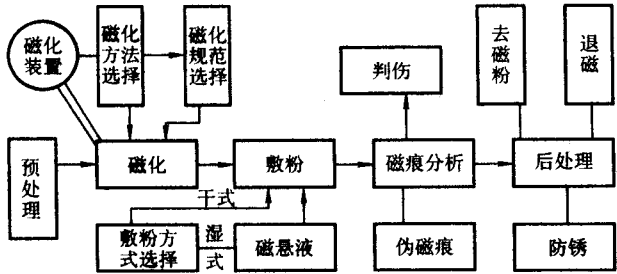 磁化
装置
磁化
方法
选择
磁化
规范
选择
判伤
去磁粉
退磁
预处理
磁化
敷粉
磁痕分析
后处理
干式
敷粉方
式选择
湿
式
磁悬液
伪磁痕
防锈